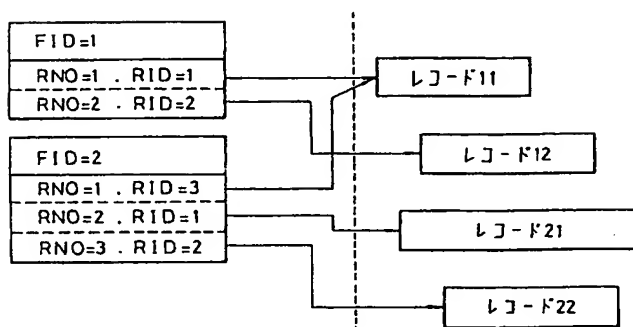 FID=1
RNO=1 . RID=1
RNO=2 . RID=2
FID=2
RNO=1 . RID=3
RNO=2 . RID=1
RNO=3 . RID=2
レコード11
レコード12
レコード21
レコード22